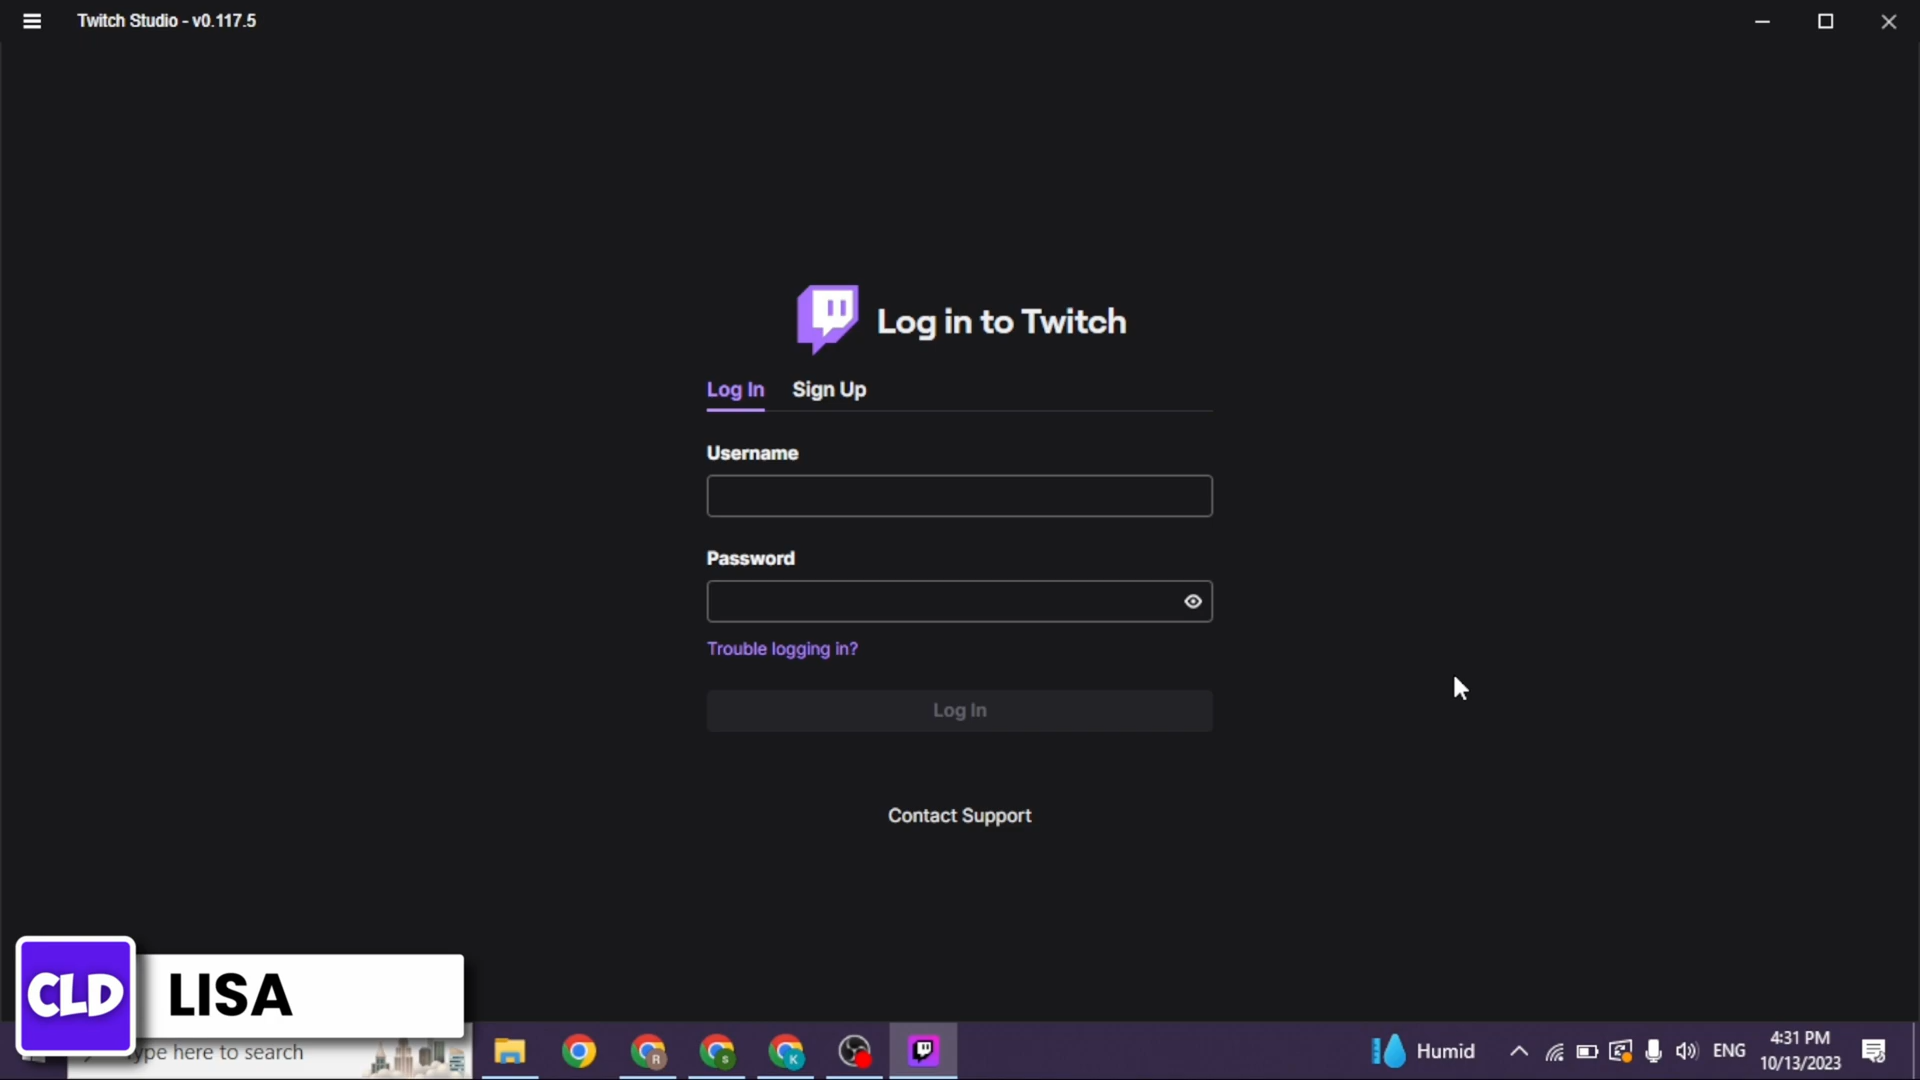 Twitch Studio - v0.117.5
Log in to Twitch
Log In Sign Up
Username
Password
Trouble logging in?
Log In
Contact Support
CLD LISA
ype here to search
R
S
K
Humid
ENG
4:31 PM
10/13/2023